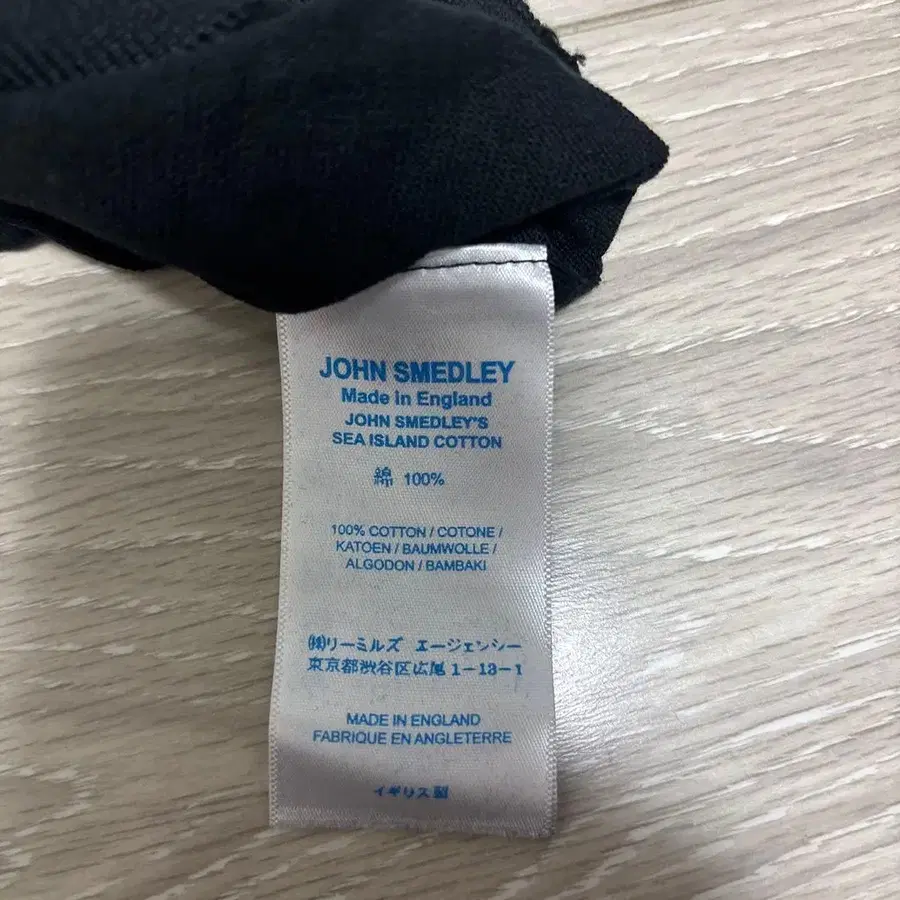 JOHN SMEDLEY
Made in England
JOHN SMEDLEY'S
SEA ISLAND COTTON
綿 100%
100% COTTON / COTONE /
KATOEN / BAUMWOLLE /
ALGODON / BAMBAKI
㈱リーミルズ エージェンシー
東京都渋谷区広尾 1-13-1
MADE IN ENGLAND
FABRIQUE EN ANGLETERRE
イギリス製